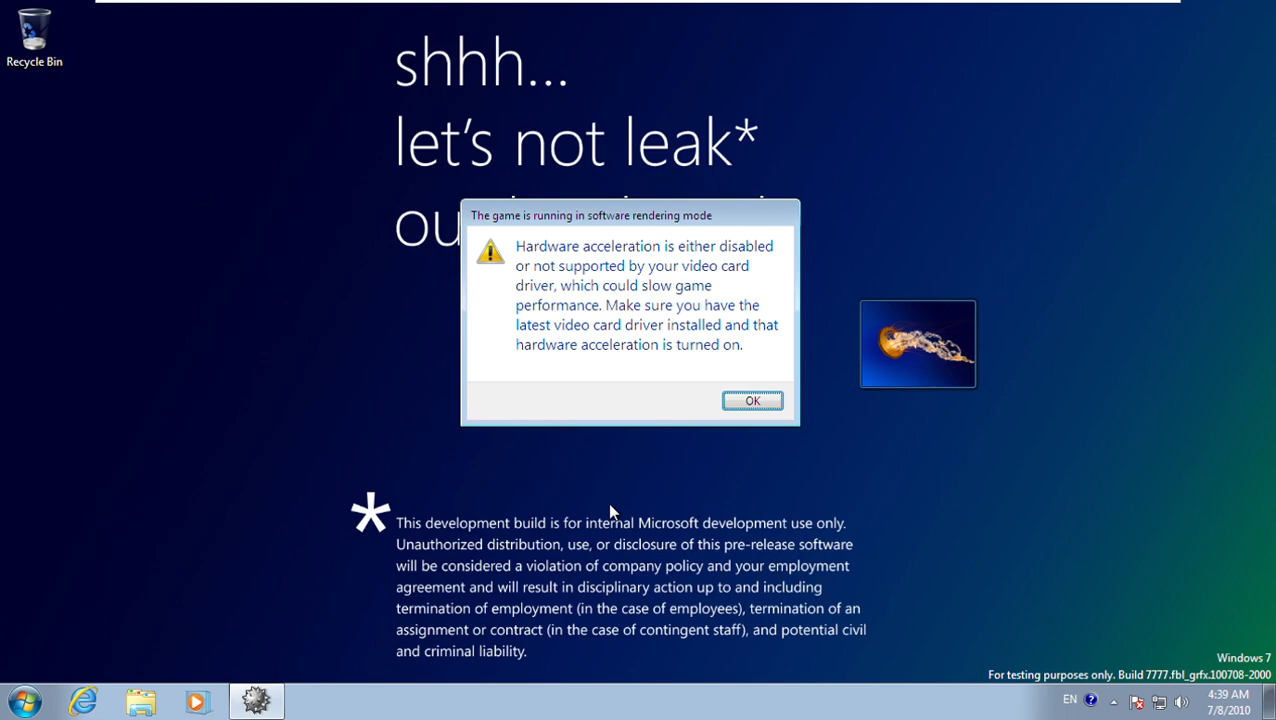 Recycle Bin
shhh...
let's not leak*
The game is running in software rendering mode
Hardware acceleration is either disabled
or not supported by your video card
driver, which could slow game
performance. Make sure you have the
latest video card driver installed and that
hardware acceleration is turned on.
OK
* This development build is for internal Microsoft development use only.
Unauthorized distribution, use, or disclosure of this pre-release software
will be considered a violation of company policy and your employment
agreement and will result in disciplinary action up to and including
termination of employment (in the case of employees), termination of an
assignment or contract (in the case of contingent staff), and potential civil
and criminal liability.
Windows 7
For testing purposes only. Build 7777.fbl_grfx.100708-2000
EN
4:39 AM
7/8/2010